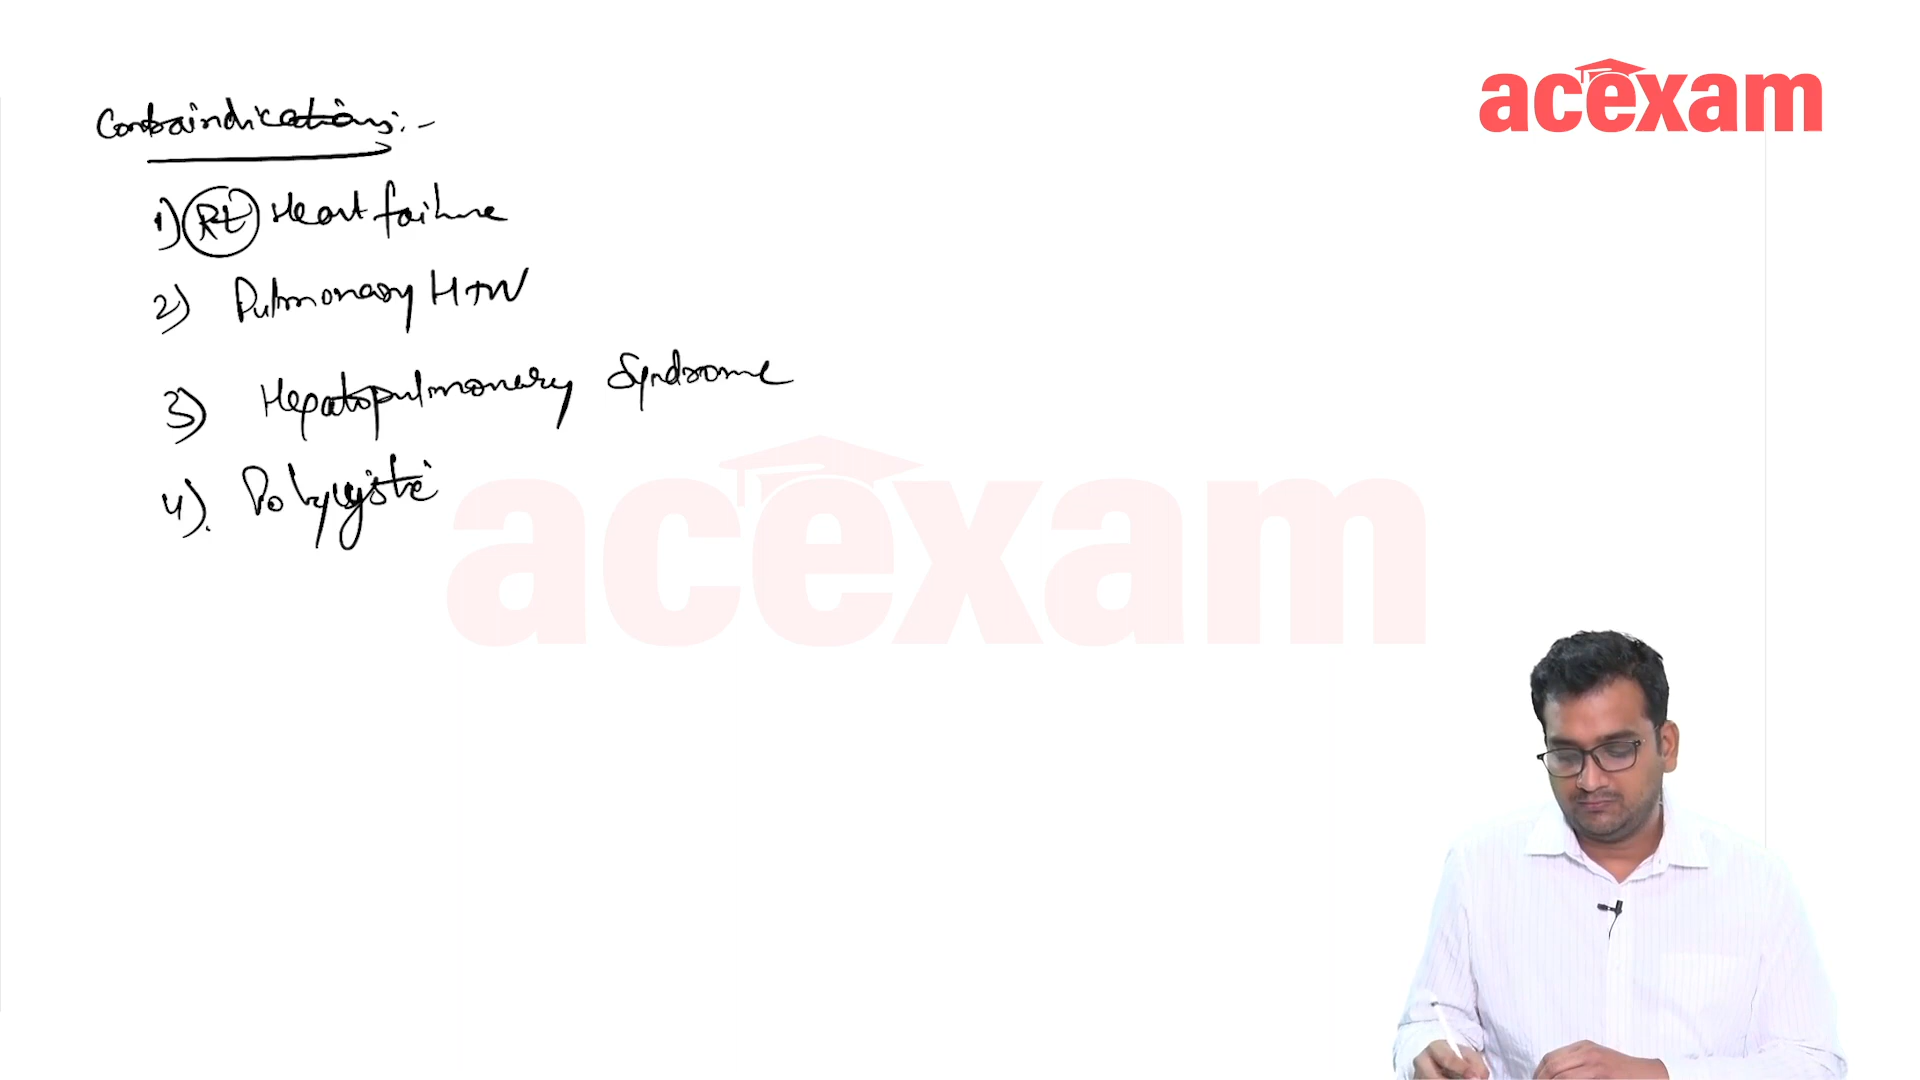 acexam
Contraindications:-
1) Rt Heart failure
2) Pulmonary HTN
3) Hepatopulmonary Syndrome
4). Polycystic
acexam